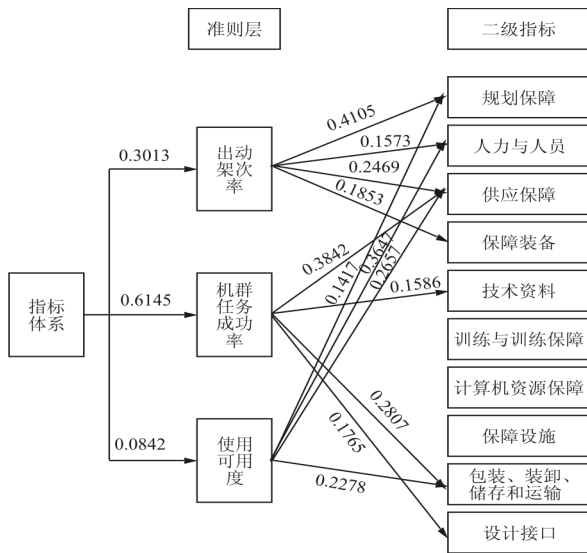 准则层
二级指标
规划保障
0.4105
人力与人员
0.1573
出动
架次
率
0.3013
0.2469
供应保障
0.1853
保障装备
0.3842
0.1417
0.3647
0.2657
0.1586
技术资料
指标
体系
0.6145
机群
任务
成功
率
训练与训练保障
计算机资源保障
0.2807
0.1765
保障设施
0.0842
使用
可用
度
0.2278
包装、装卸、
储存和运输
设计接口